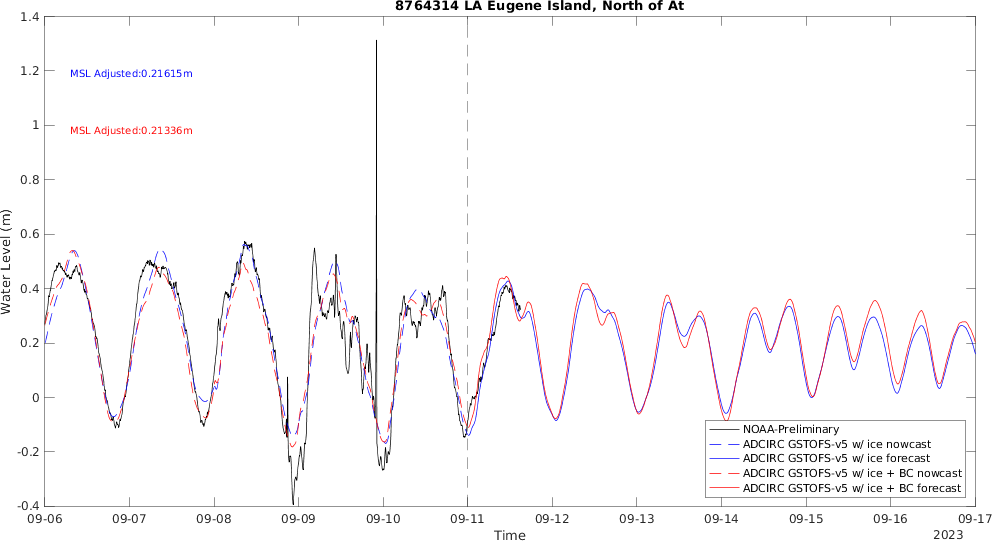 8764314 LA Eugene Island, North of At
1.4
1.2
1
0.8
0.6
0.4
0.2
0
-0.2
-0.4
Water Level (m)
MSL Adjusted:0.21615m
MSL Adjusted:0.21336m
NOAA-Preliminary
ADCIRC GSTOFS-v5 w/ ice nowcast
ADCIRC GSTOFS-v5 w/ ice forecast
ADCIRC GSTOFS-v5 w/ ice + BC nowcast
ADCIRC GSTOFS-v5 w/ ice + BC forecast
09-06 09-07 09-08 09-09 09-10 09-11 09-12 09-13 09-14 09-15 09-16 09-17
Time
2023